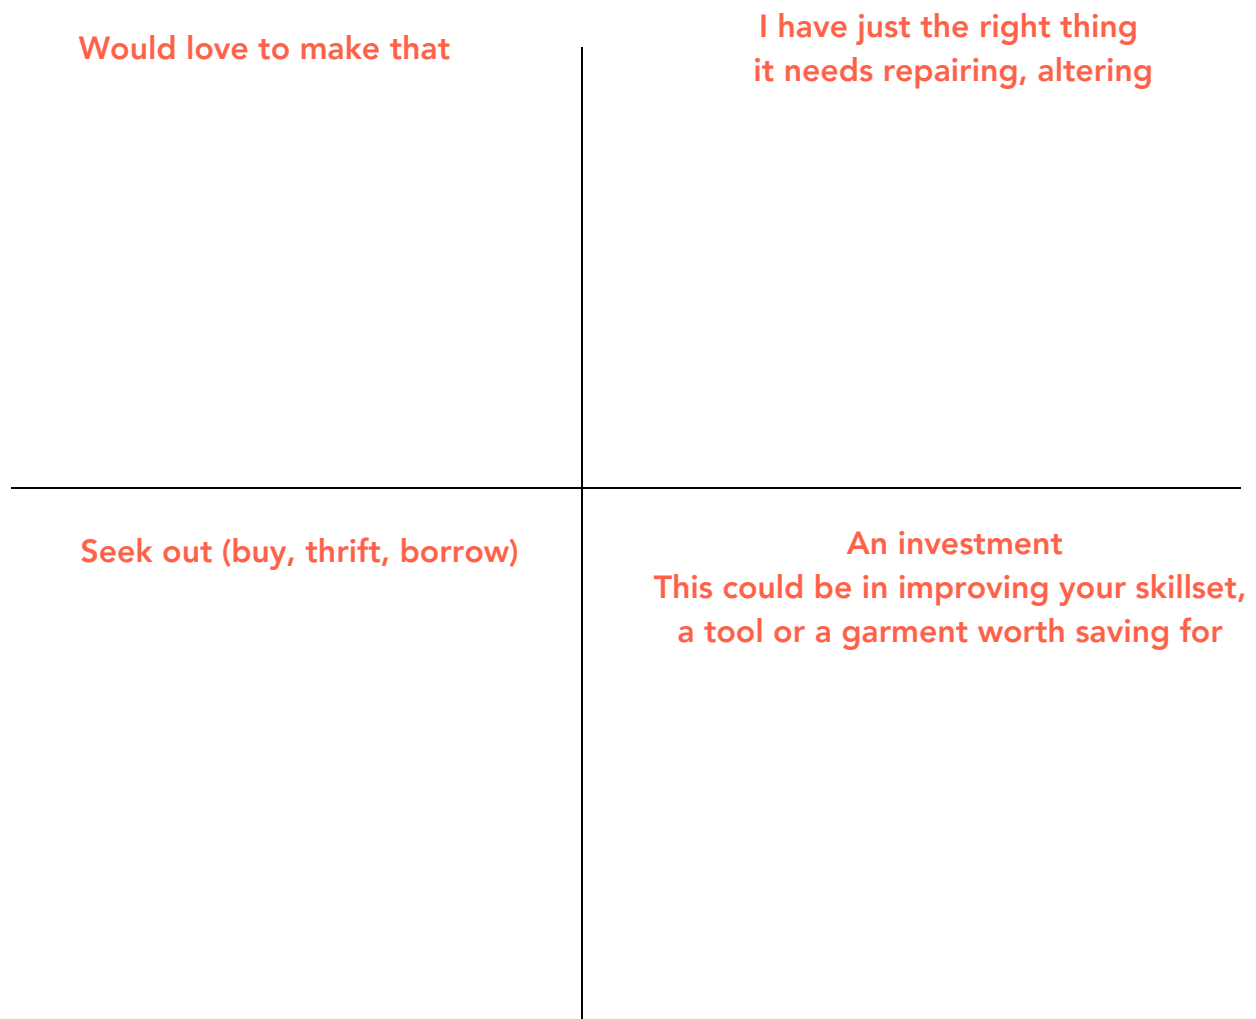 Would love to make that
I have just the right thing
it needs repairing, altering
Seek out (buy, thrift, borrow)
An investment
This could be in improving your skillset,
a tool or a garment worth saving for